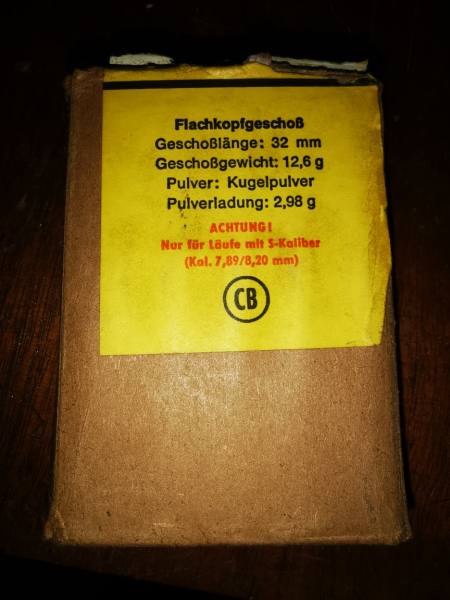 Flachkopfgeschoß
Geschoßlänge: 32 mm
Geschoßgewicht: 12,6 g
Pulver: Kugelpulver
Pulverladung: 2,98 g
ACHTUNG!
Nur für Läufe mit S-Kaliber
(Kal. 7,89/8,20 mm)
CB